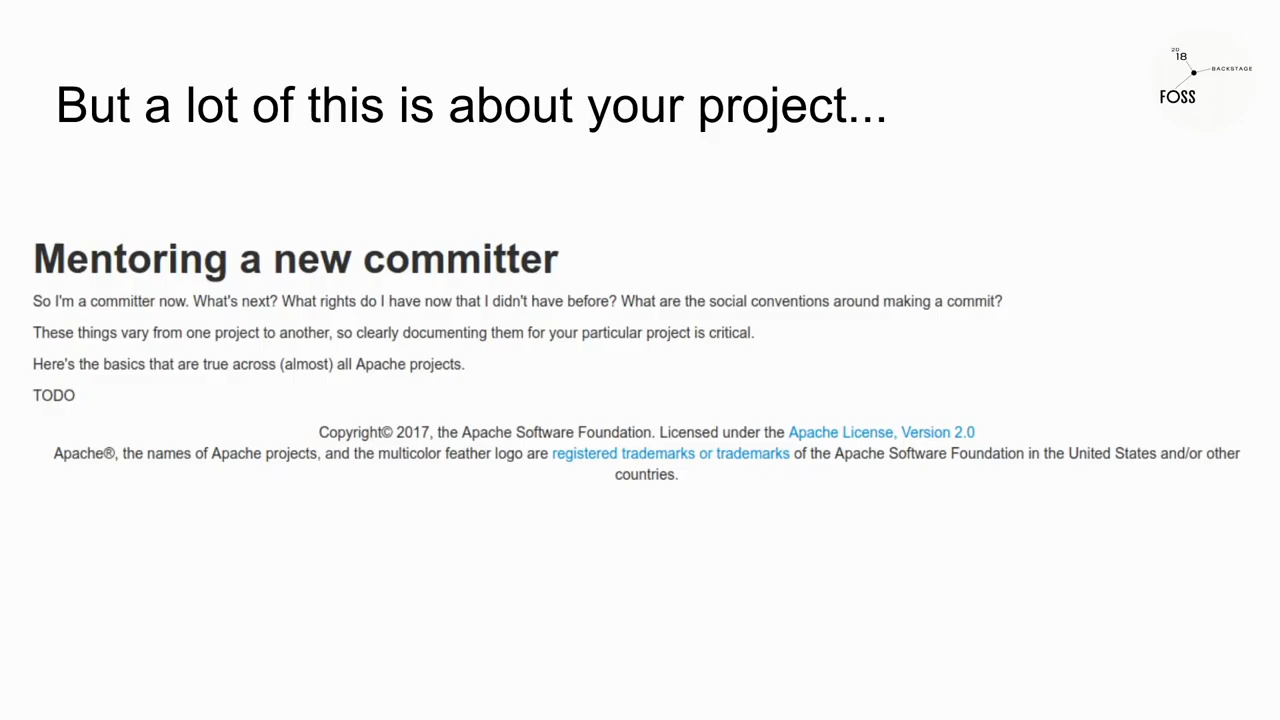 20
18
BACKSTAGE
FOSS
But a lot of this is about your project...
Mentoring a new committer
So I'm a committer now. What's next? What rights do I have now that I didn't have before? What are the social conventions around making a commit?
These things vary from one project to another, so clearly documenting them for your particular project is critical.
Here's the basics that are true across (almost) all Apache projects.
TODO
Copyright© 2017, the Apache Software Foundation. Licensed under the Apache License, Version 2.0
Apache®, the names of Apache projects, and the multicolor feather logo are registered trademarks or trademarks of the Apache Software Foundation in the United States and/or other
countries.